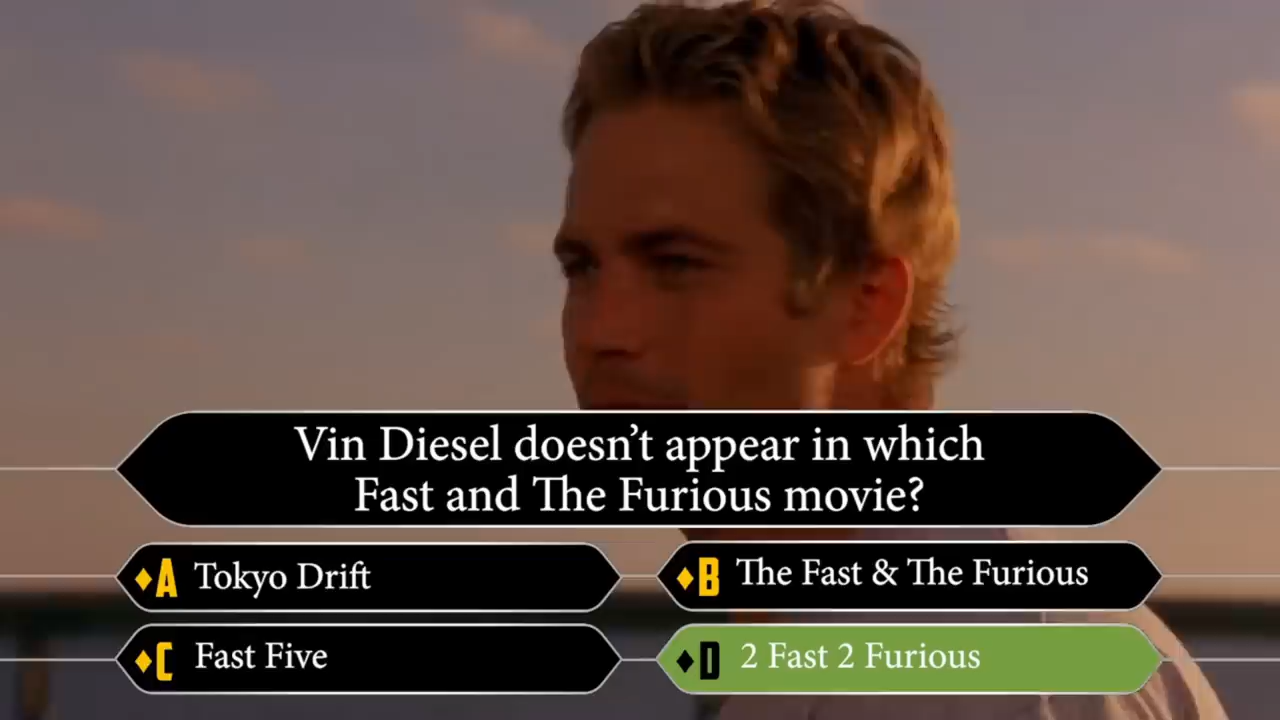 Vin Diesel doesn’t appear in which
Fast and The Furious movie?
A Tokyo Drift
B The Fast & The Furious
C Fast Five
D 2 Fast 2 Furious